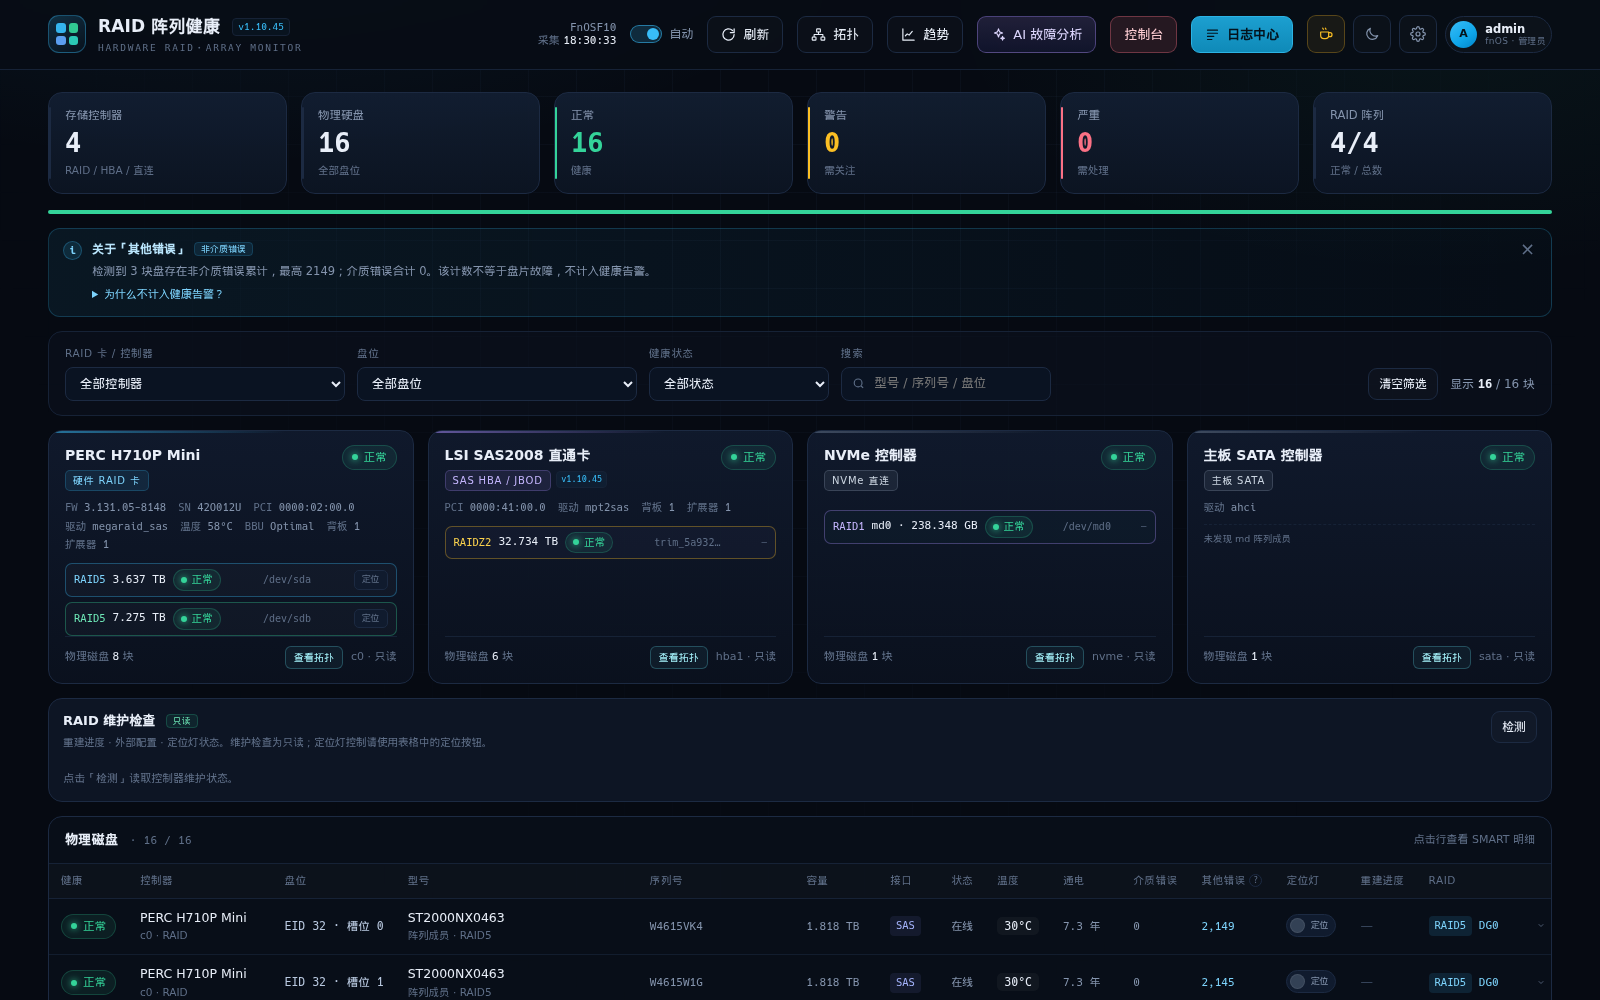 RAID 阵列健康 v1.10.45
HARDWARE RAID · ARRAY MONITOR
FnOSF10
采集 18:30:33
自动
刷新
拓扑
趋势
AI 故障分析
控制台
日志中心
A
admin
fnOS · 管理员
存储控制器
4
RAID / HBA / 直连
物理硬盘
16
全部盘位
正常
16
健康
警告
0
需关注
严重
0
需处理
RAID 阵列
4/4
正常 / 总数
i 关于「其他错误」 非介质错误
检测到 3 块盘存在非介质错误累计，最高 2149；介质错误合计 0。该计数不等于盘片故障，不计入健康告警。
▶ 为什么不计入健康告警？
RAID 卡 / 控制器
全部控制器
盘位
全部盘位
健康状态
全部状态
搜索
型号 / 序列号 / 盘位
清空筛选
显示 16 / 16 块
PERC H710P Mini 正常
硬件 RAID 卡
FW 3.131.05-8148 SN 42O012U PCI 0000:02:00.0
驱动 megaraid_sas 温度 58°C BBU Optimal 背板 1
扩展器 1
RAID5 3.637 TB 正常 /dev/sda 定位
RAID5 7.275 TB 正常 /dev/sdb 定位
物理磁盘 8 块 查看拓扑 c0 · 只读
LSI SAS2008 直通卡 正常
SAS HBA / JBOD v1.10.45
PCI 0000:41:00.0 驱动 mpt2sas 背板 1 扩展器 1
RAIDZ2 32.734 TB 正常 trim_5a932… —
物理磁盘 6 块 查看拓扑 hba1 · 只读
NVMe 控制器 正常
NVMe 直连
RAID1 md0 · 238.348 GB 正常 /dev/md0 —
物理磁盘 1 块 查看拓扑 nvme · 只读
主板 SATA 控制器 正常
主板 SATA
驱动 ahci
未发现 md 阵列成员
物理磁盘 1 块 查看拓扑 sata · 只读
RAID 维护检查 只读
重建进度 · 外部配置 · 定位灯状态。维护检查为只读；定位灯控制请使用表格中的定位按钮。
检测
点击「检测」读取控制器维护状态。
物理磁盘 · 16 / 16
点击行查看 SMART 明细
健康 控制器 盘位 型号 序列号 容量 接口 状态 温度 通电 介质错误 其他错误 ? 定位灯 重建进度 RAID
正常 PERC H710P Mini EID 32 · 槽位 0 ST2000NX0463 W4615VK4 1.818 TB SAS 在线 30°C 7.3 年 0 2,149 定位 — RAID5 DG0
c0 · RAID 阵列成员 · RAID5
正常 PERC H710P Mini EID 32 · 槽位 1 ST2000NX0463 W4615W1G 1.818 TB SAS 在线 30°C 7.3 年 0 2,145 定位 — RAID5 DG0
c0 · RAID 阵列成员 · RAID5